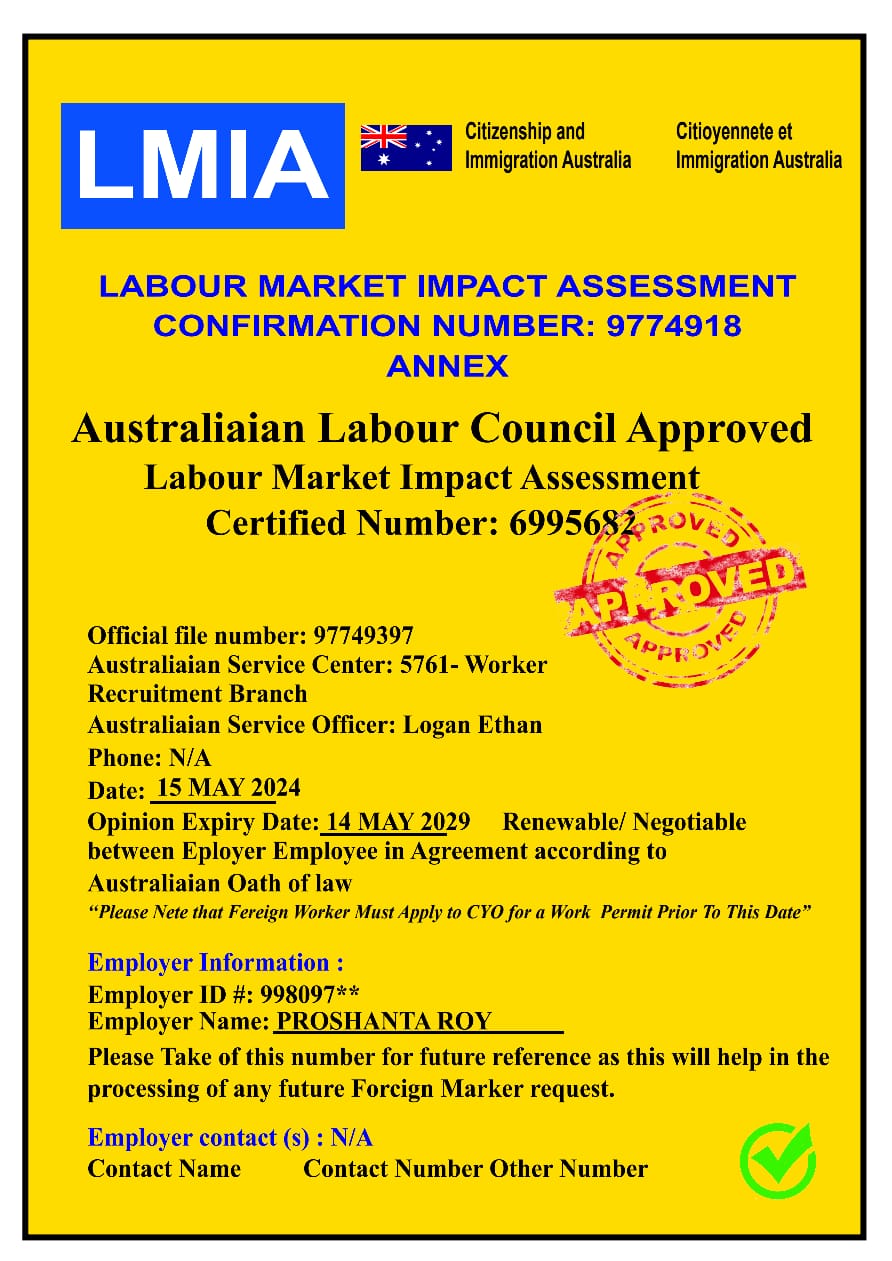 LMIA
Citizenship and
Immigration Australia
Citioyennete et
Immigration Australia
LABOUR MARKET IMPACT ASSESSMENT
CONFIRMATION NUMBER: 9774918
ANNEX
Australiaian Labour Council Approved
Labour Market Impact Assessment
Certified Number: 6995682
APPROVED
APPROVED
APPROVED
Official file number: 97749397
Australiaian Service Center: 5761- Worker
Recruitment Branch
Australiaian Service Officer: Logan Ethan
Phone: N/A
Date: 15 MAY 2024
Opinion Expiry Date: 14 MAY 2029 Renewable/ Negotiable
between Eployer Employee in Agreement according to
Australiaian Oath of law
“Please Nete that Fereign Worker Must Apply to CYO for a Work Permit Prior To This Date”
Employer Information :
Employer ID #: 998097**
Employer Name: PROSHANTA ROY
Please Take of this number for future reference as this will help in the
processing of any future Forcign Marker request.
Employer contact (s) : N/A
Contact Name Contact Number Other Number